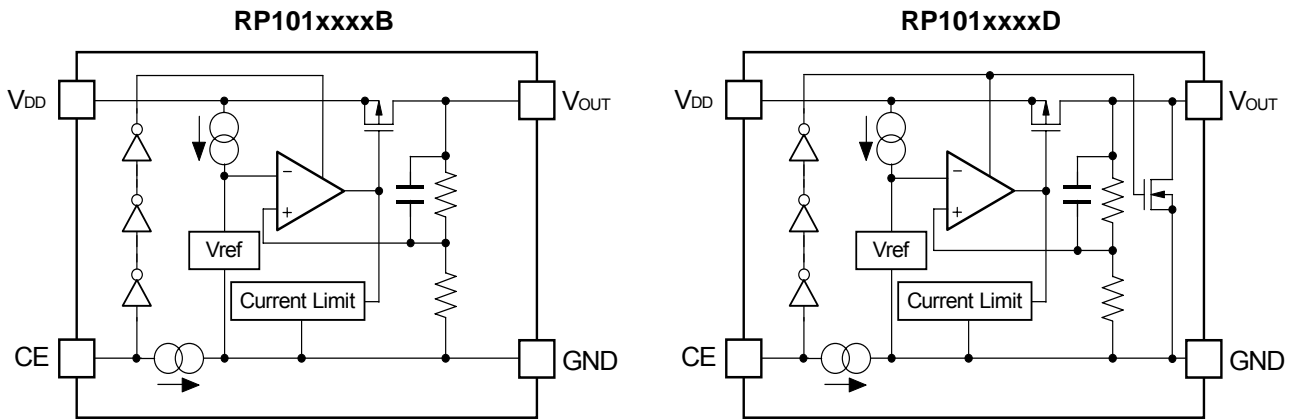 RP101xxxxB
VDD
VOUT
−
+
Vref
Current Limit
CE
GND
RP101xxxxD
VDD
VOUT
−
+
Vref
Current Limit
CE
GND